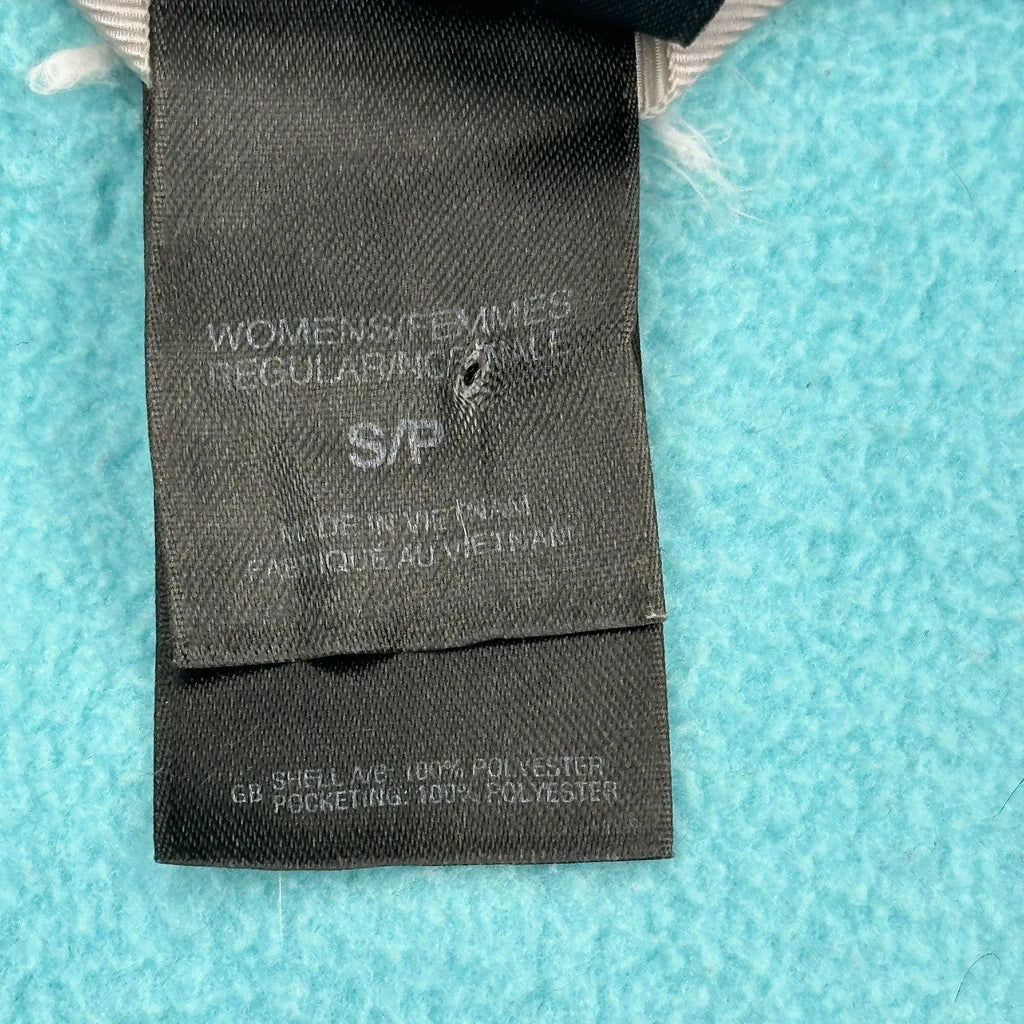 WOMENS/FEMMES
REGULAR/NORMALE
S/P
MADE IN VIETNAM
FABRIQUE AU VIETNAM
SHELL A/B: 100% POLYESTER
GB POCKETING: 100% POLYESTER